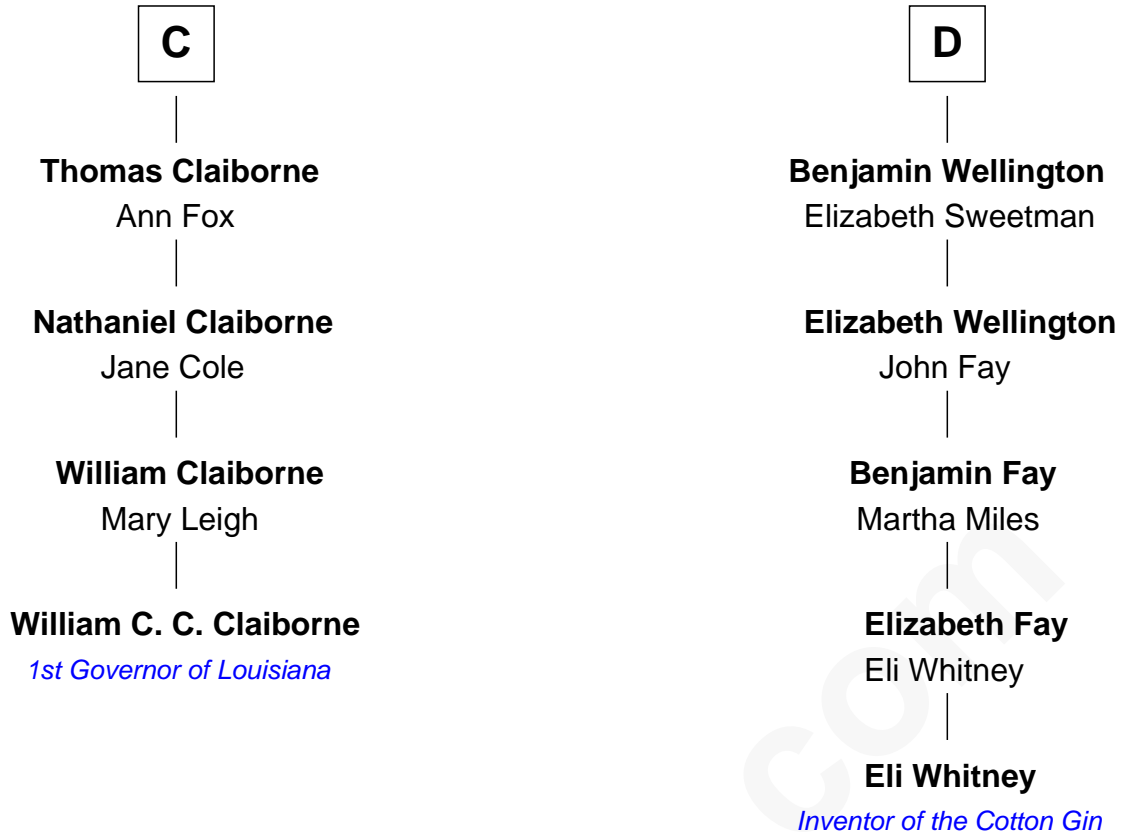 C
Thomas Claiborne
Ann Fox
Nathaniel Claiborne
Jane Cole
William Claiborne
Mary Leigh
William C. C. Claiborne
1st Governor of Louisiana
D
Benjamin Wellington
Elizabeth Sweetman
Elizabeth Wellington
John Fay
Benjamin Fay
Martha Miles
Elizabeth Fay
Eli Whitney
Eli Whitney
Inventor of the Cotton Gin
com